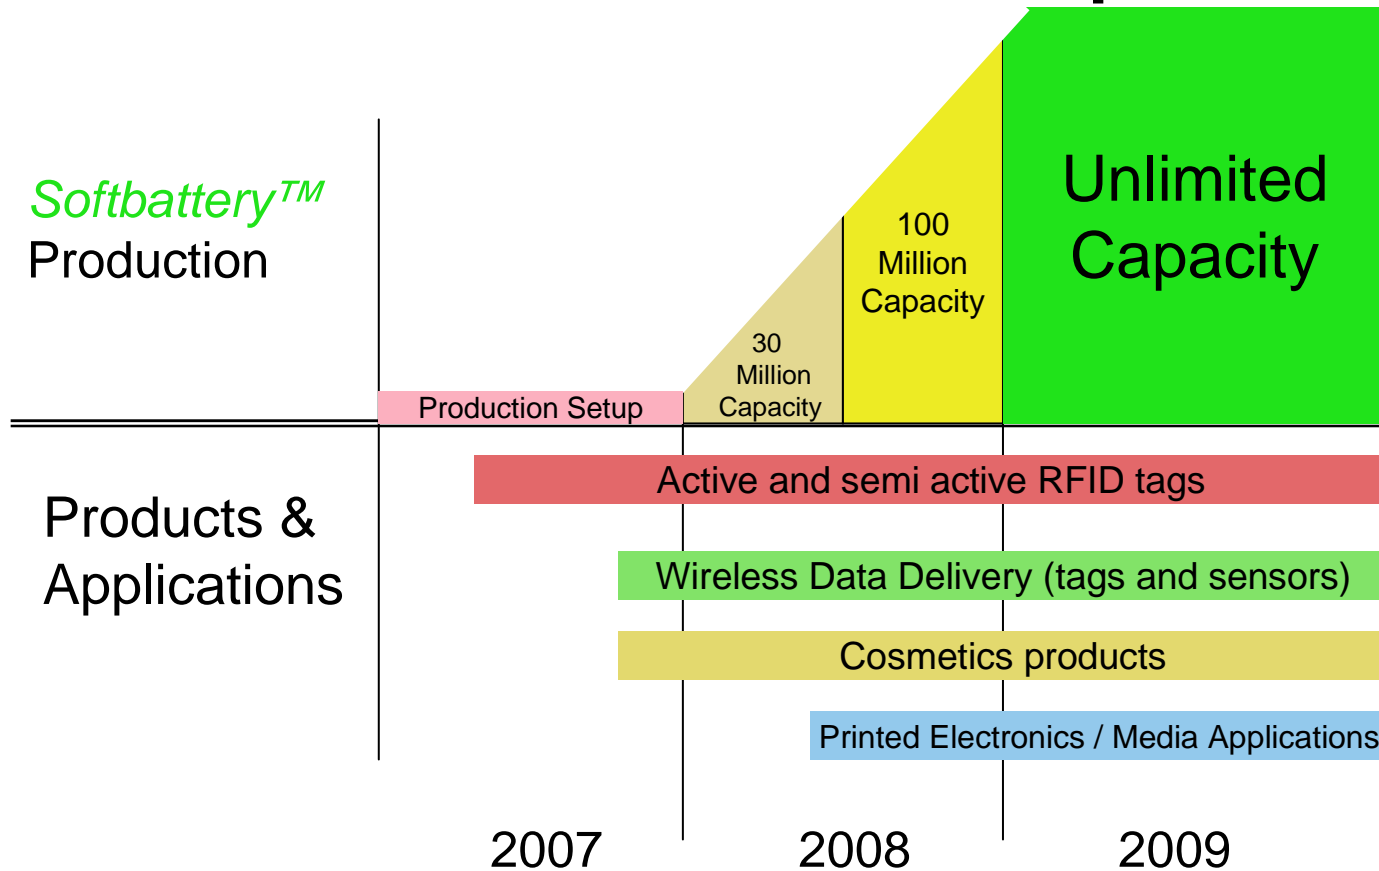 Softbattery™
Production
Unlimited
Capacity
100
Million
Capacity
30
Million
Capacity
Production Setup
Products &
Applications
Active and semi active RFID tags
Wireless Data Delivery (tags and sensors)
Cosmetics products
Printed Electronics / Media Applications
2007
2008
2009